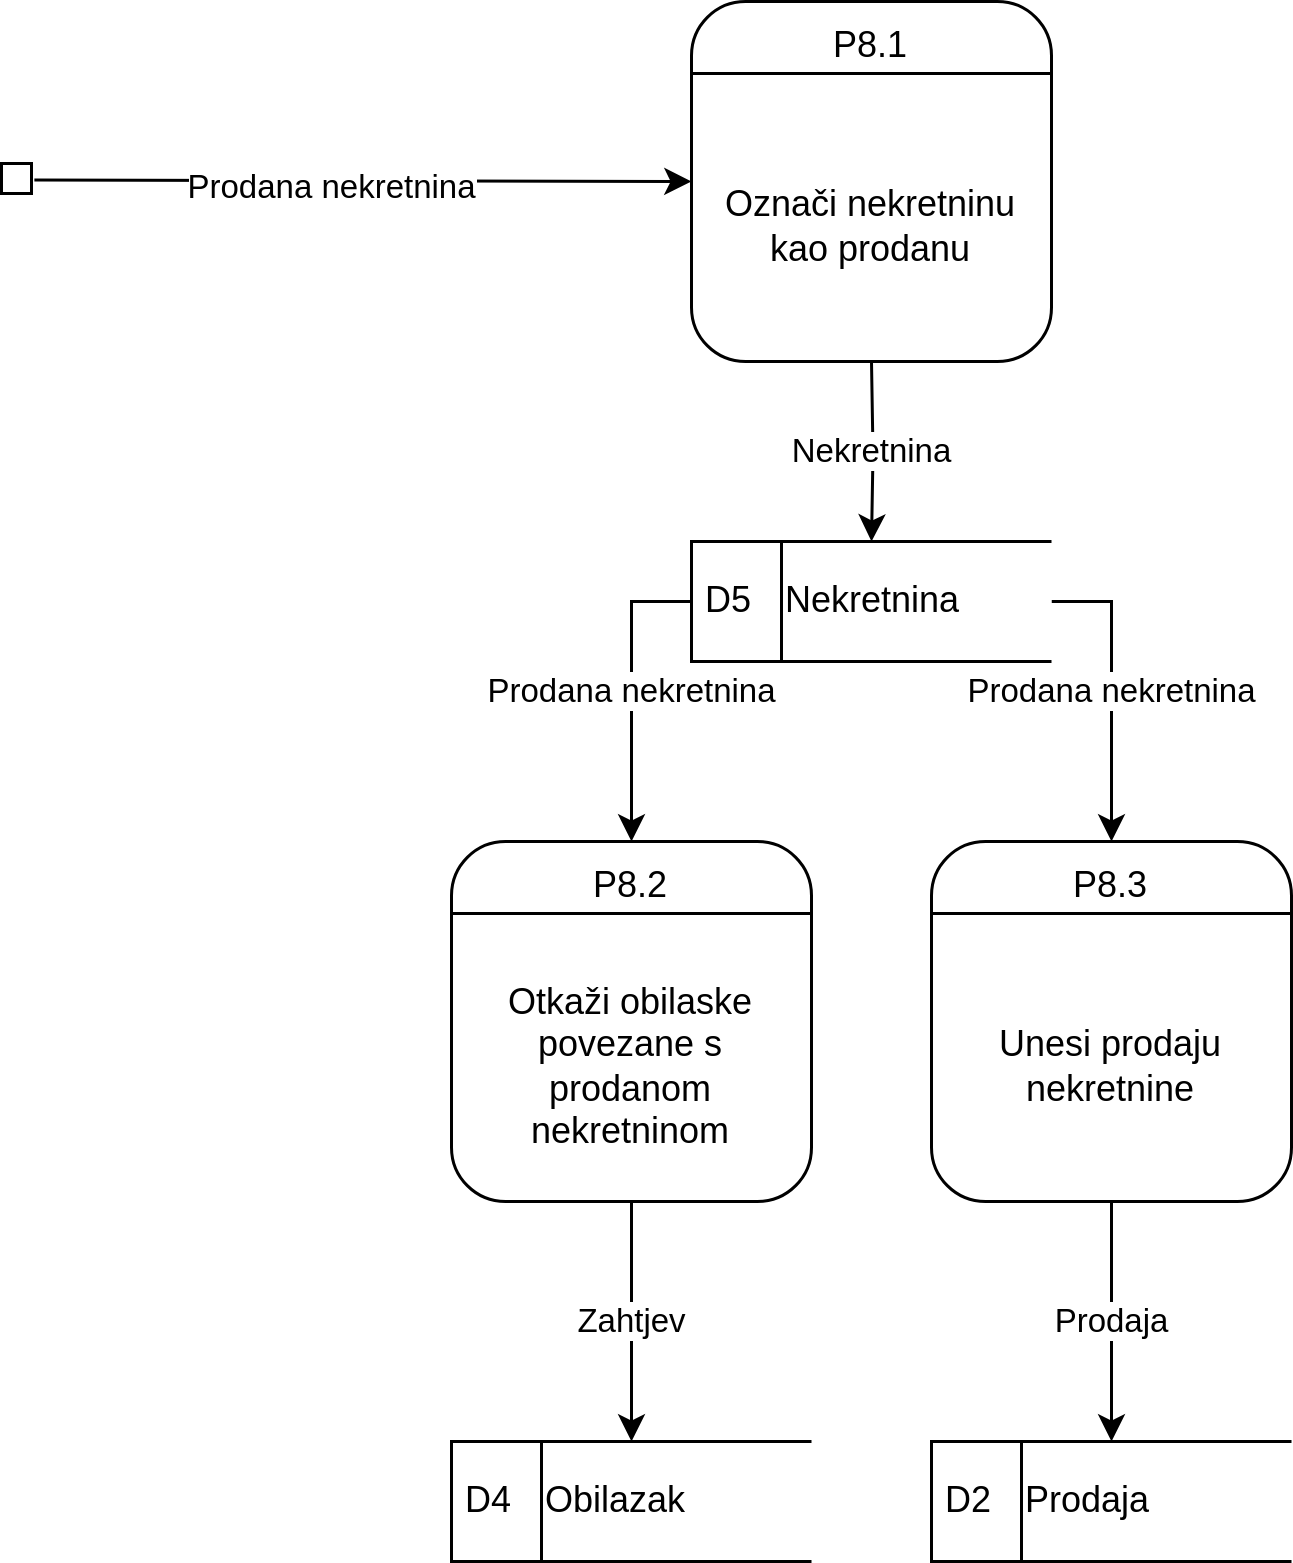 P8.1
Prodana nekretnina
Označi nekretninu
kao prodanu
Nekretnina
D5
Nekretnina
Prodana nekretnina
Prodana nekretnina
P8.2
P8.3
Otkaži obilaske
povezane s
prodanom
nekretninom
Unesi prodaju
nekretnine
Zahtjev
Prodaja
D4
Obilazak
D2
Prodaja